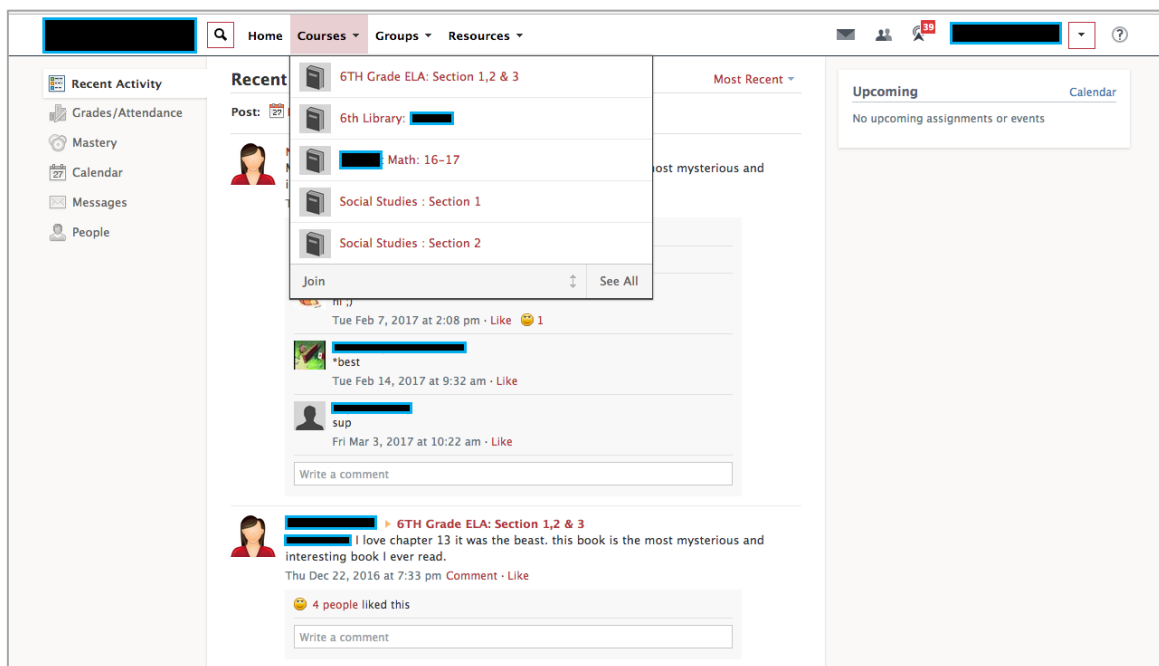 Home Courses Groups Resources 39
Recent Activity
Grades/Attendance
Mastery
27 Calendar
Messages
People
Recent Most Recent
Post: 27
6TH Grade ELA: Section 1,2 & 3
6th Library:
: Math: 16-17
Social Studies : Section 1
Social Studies : Section 2
Join See All
ost mysterious and
hi ;)
Tue Feb 7, 2017 at 2:08 pm · Like 1
*best
Tue Feb 14, 2017 at 9:32 am · Like
sup
Fri Mar 3, 2017 at 10:22 am · Like
Write a comment
6TH Grade ELA: Section 1,2 & 3
I love chapter 13 it was the beast. this book is the most mysterious and
interesting book I ever read.
Thu Dec 22, 2016 at 7:33 pm Comment · Like
4 people liked this
Write a comment
Upcoming Calendar
No upcoming assignments or events